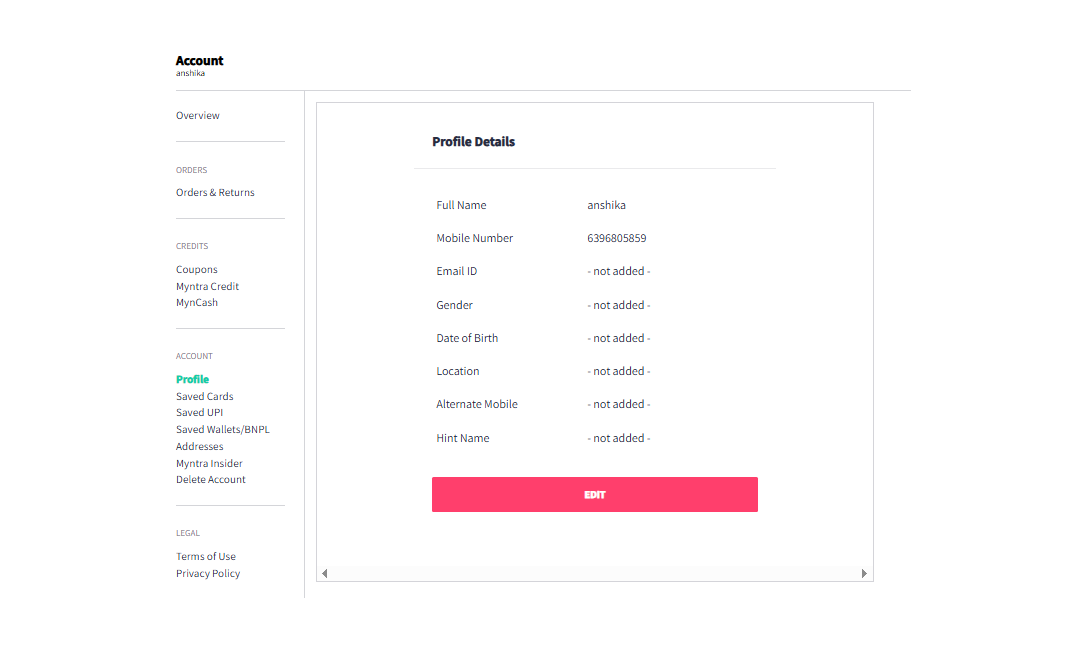 Account
anshika
Overview
ORDERS
Orders & Returns
CREDITS
Coupons
Myntra Credit
MynCash
ACCOUNT
Profile
Saved Cards
Saved UPI
Saved Wallets/BNPL
Addresses
Myntra Insider
Delete Account
LEGAL
Terms of Use
Privacy Policy
Profile Details
Full Name anshika
Mobile Number 6396805859
Email ID - not added -
Gender - not added -
Date of Birth - not added -
Location - not added -
Alternate Mobile - not added -
Hint Name - not added -
EDIT